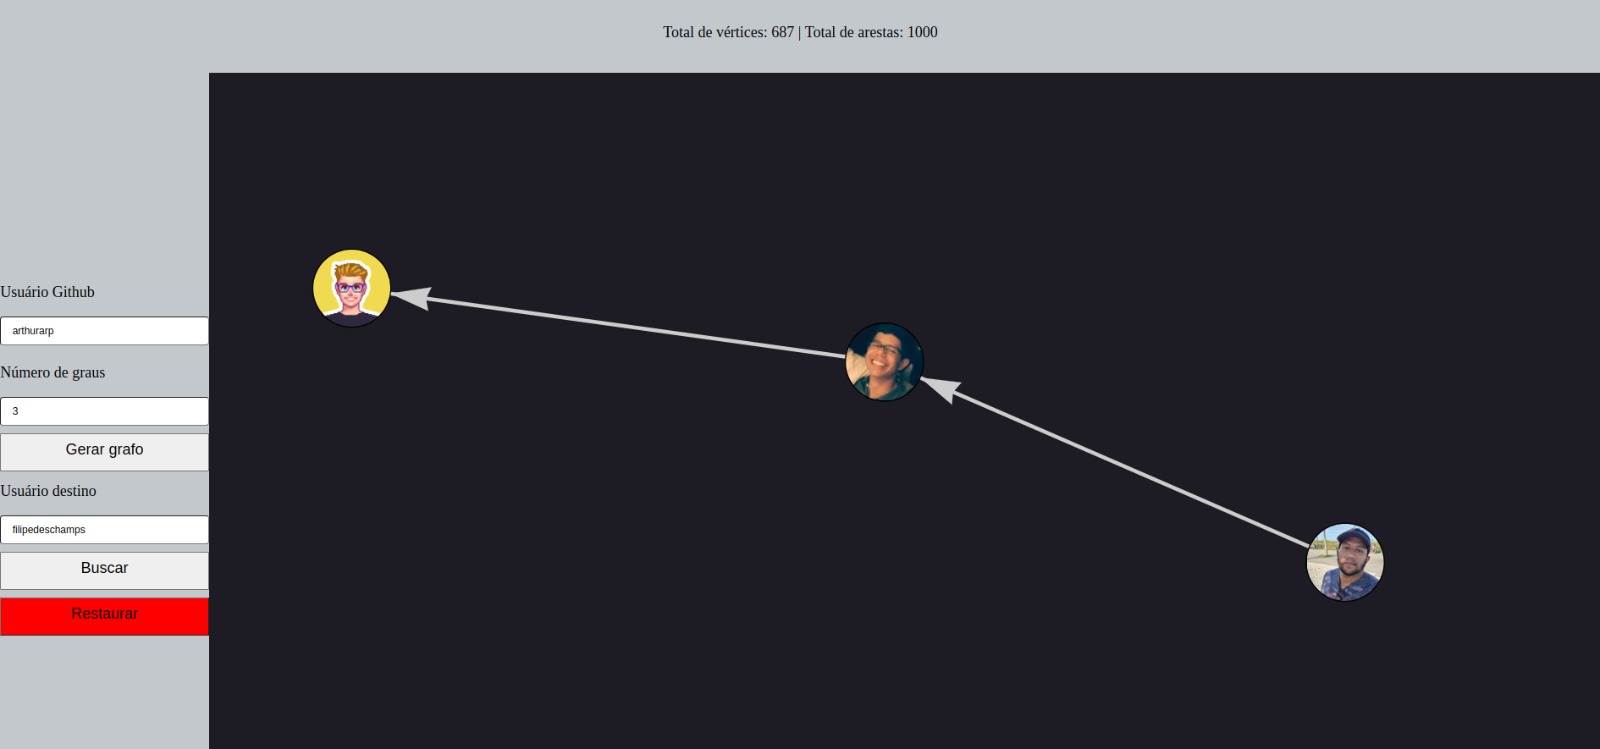 Total de vértices: 687 | Total de arestas: 1000
Usuário Github
arthurarp
Número de graus
3
Gerar grafo
Usuário destino
filipedeschamps
Buscar
Restaurar